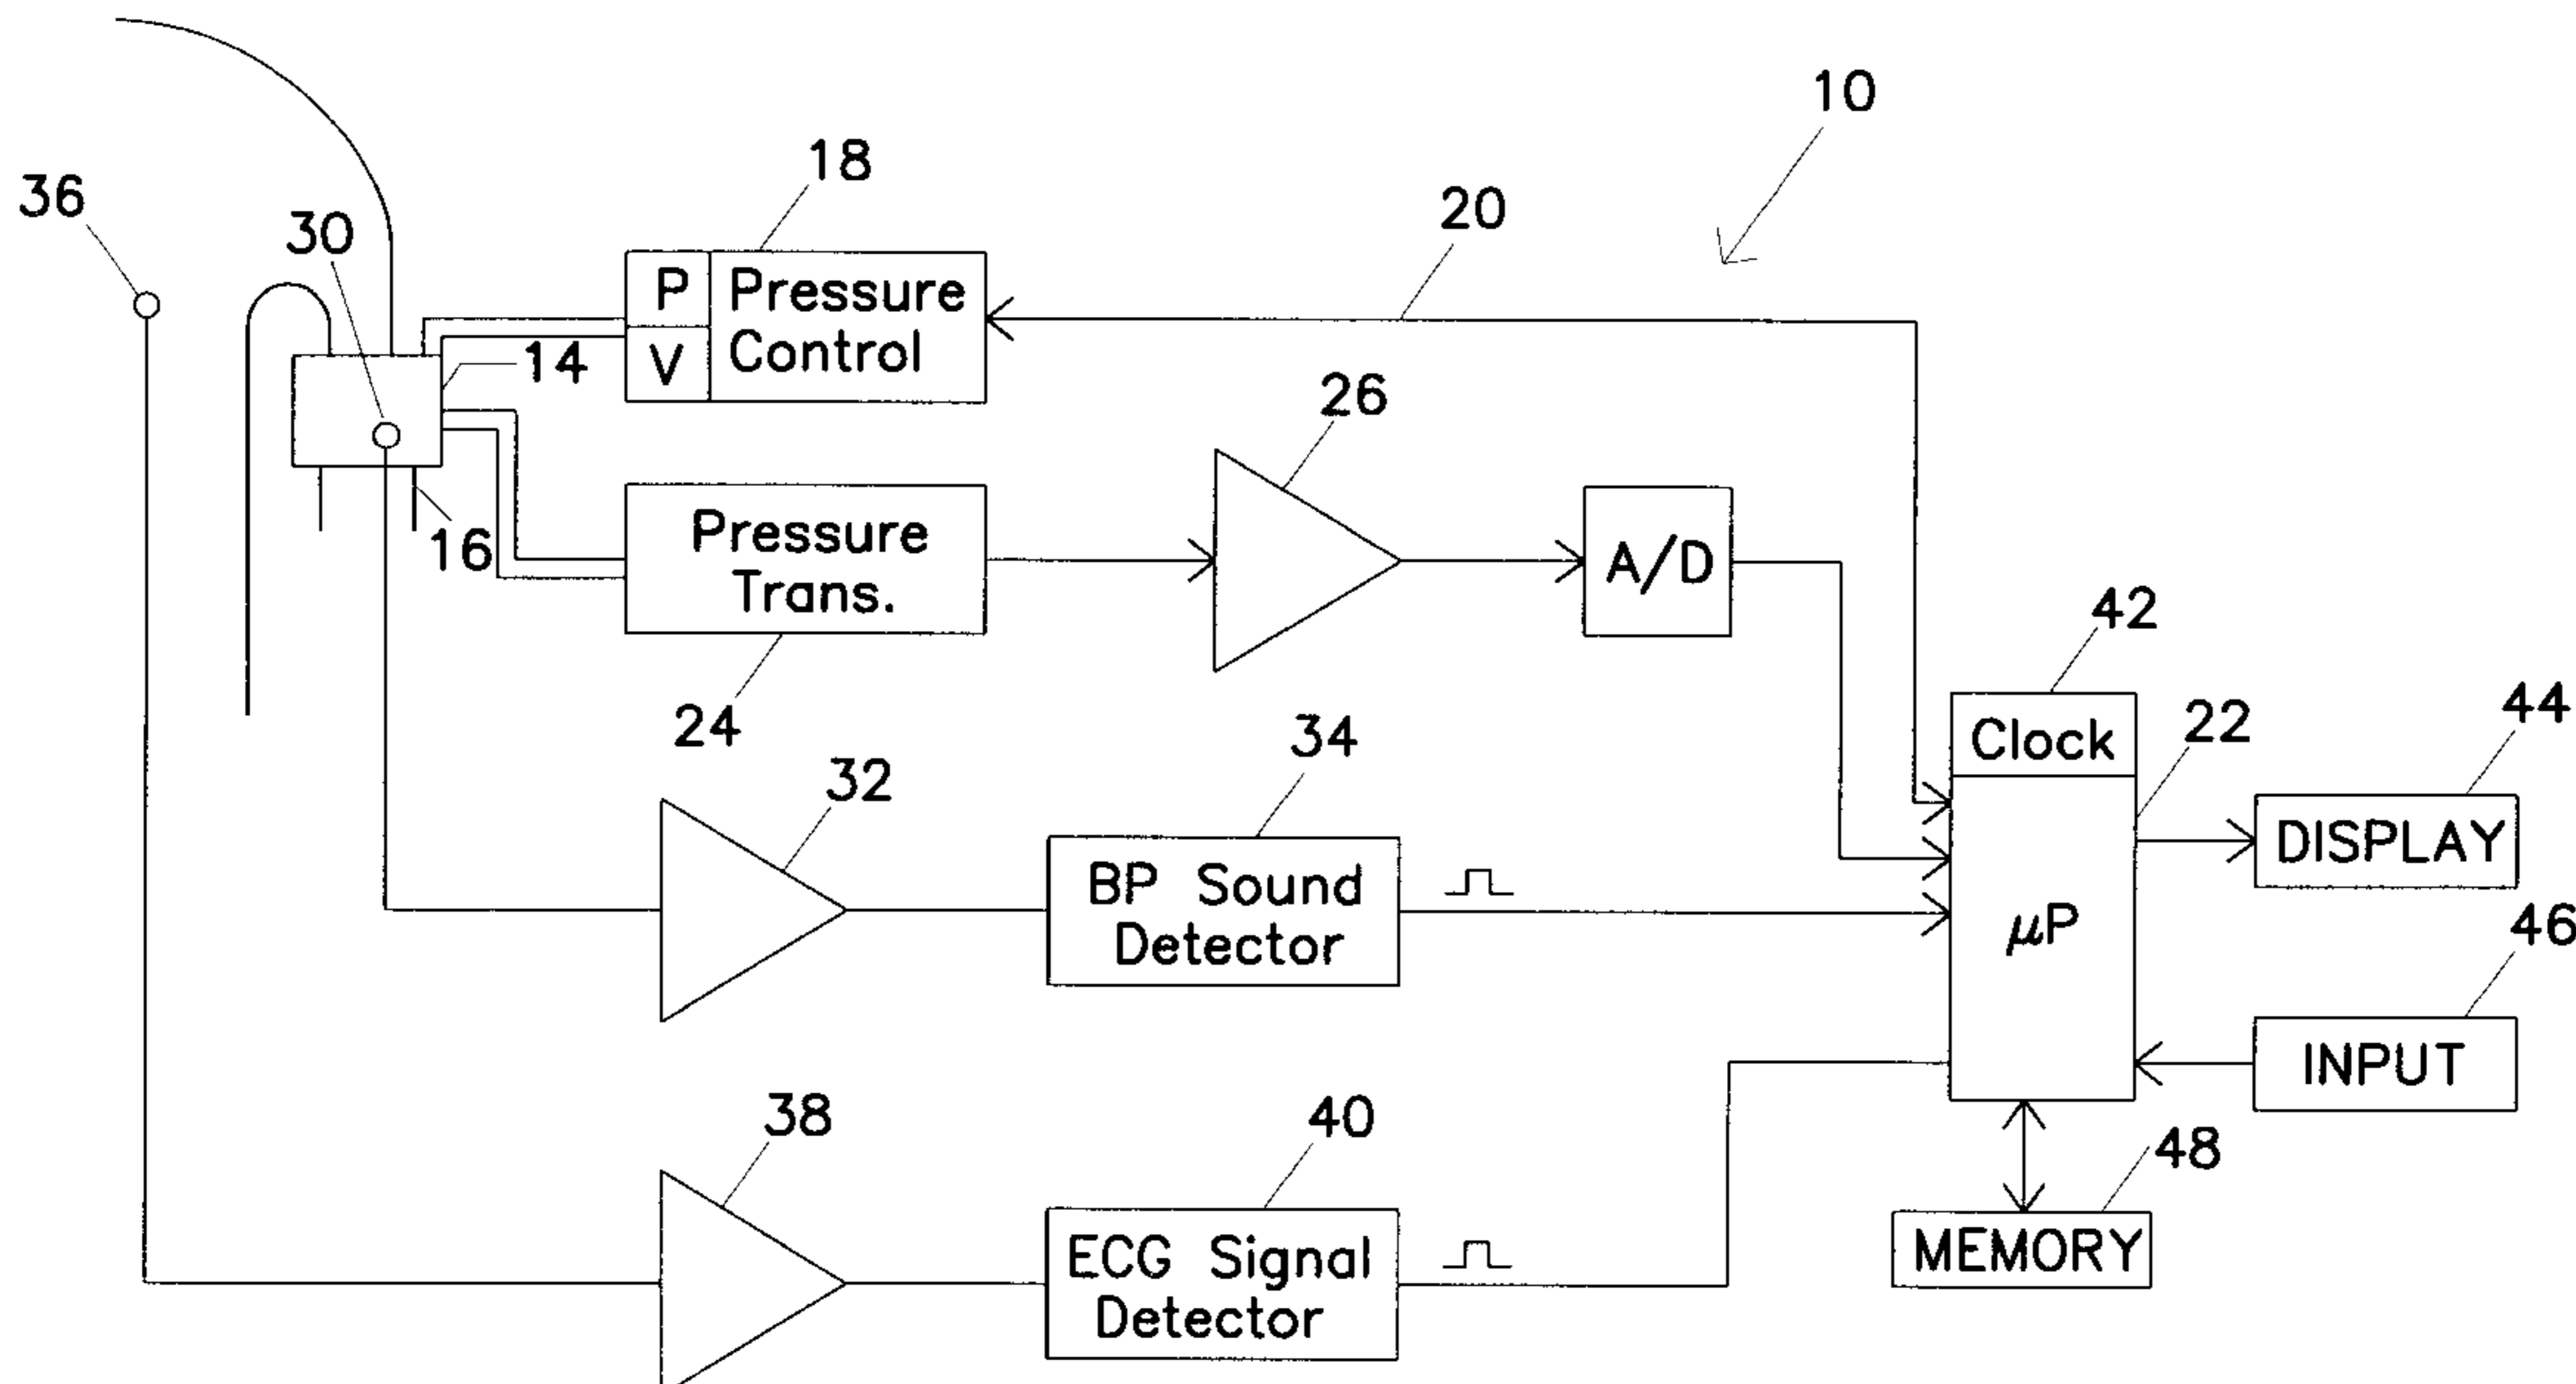 10
18
36
20
30
P
Pressure
Control
V
14
26
16
Pressure
Trans.
A/D
24
42
44
22
34
Clock
32
DISPLAY
BP Sound
Detector
μP
46
INPUT
38
40
48
ECG Signal
Detector
MEMORY